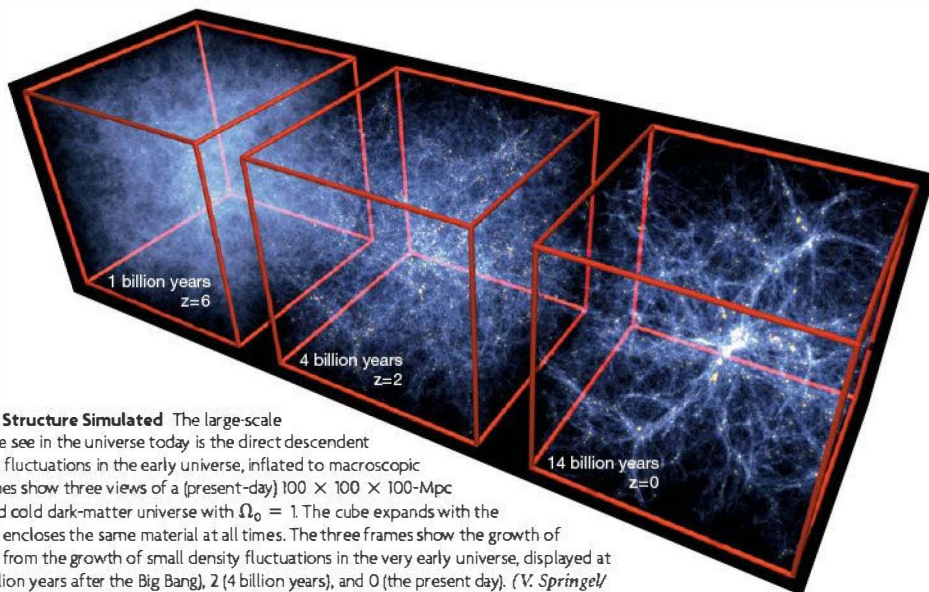 1 billion years
z=6
4 billion years
z=2
14 billion years
z=0
Structure Simulated The large-scale
e see in the universe today is the direct descendent
fluctuations in the early universe, inflated to macroscopic
nes show three views of a (present-day) 100 × 100 × 100-Mpc
d cold dark-matter universe with Ω₀ = 1. The cube expands with the
encloses the same material at all times. The three frames show the growth of
from the growth of small density fluctuations in the very early universe, displayed at
llion years after the Big Bang), 2 (4 billion years), and 0 (the present day). (V. Springel/